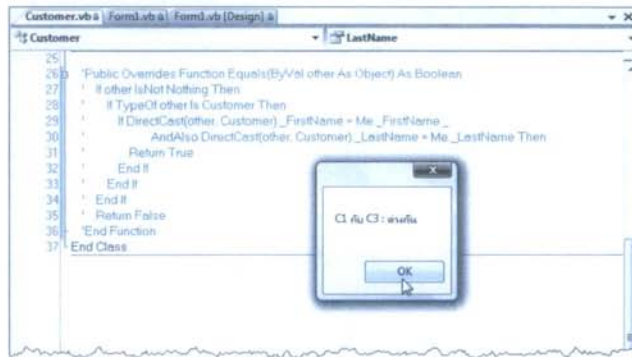 Customer.vb Form1.vb Form1.vb [Design]
Customer LastName
25
26 'Public Overrides Function Equals(ByVal other As Object) As Boolean
27 ' If other IsNot Nothing Then
28 ' If TypeOf other Is Customer Then
29 ' If DirectCast(other, Customer)._FirstName = Me._FirstName _
30 ' AndAlso DirectCast(other, Customer)._LastName = Me._LastName Then
31 ' Return True
32 ' End If
33 ' End If
34 ' End If
35 ' Return False
36 'End Function
37 End Class
C1 กับ C3 : ต่างกัน
OK